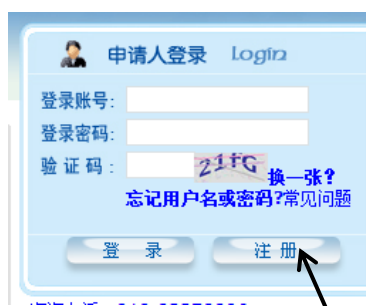 申请人登录 Login
登录账号:
登录密码:
验 证 码 : 21fG 换一张?
忘记用户名或密码?常见问题
登 录 注 册